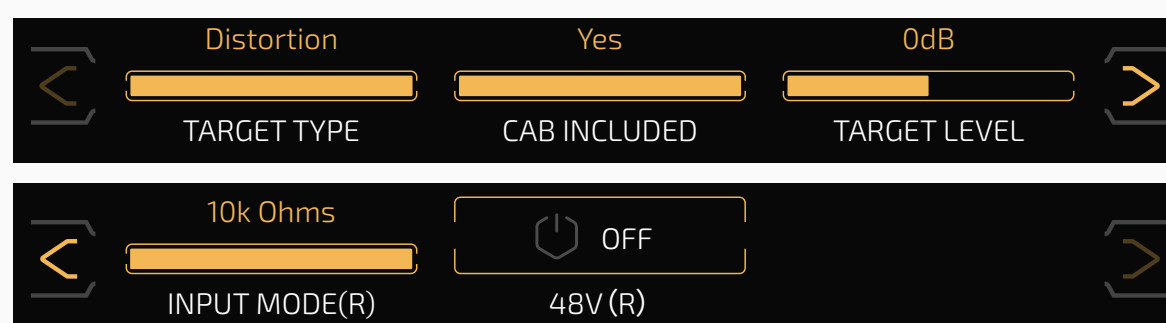 Distortion Yes 0dB
TARGET TYPE CAB INCLUDED TARGET LEVEL
10k Ohms
OFF
INPUT MODE(R) 48V (R)